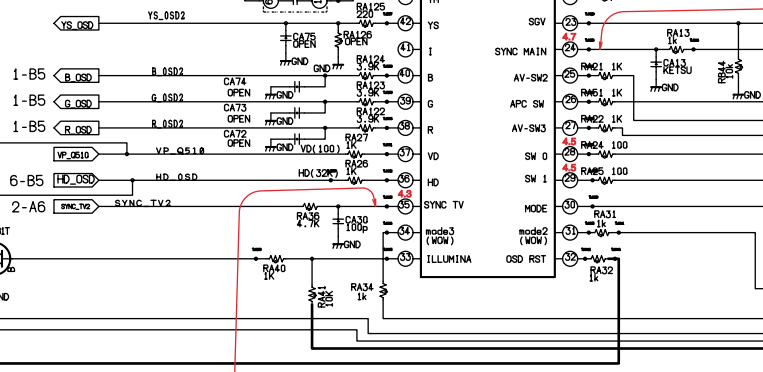 RA125
220
YS_OSD
YS_OSD2
CA75
OPEN
RA126
OPEN
GND
GND
42 YS
41 I
RA124
3.9K
1-B5 B_OSD B_OSD2
CA74
OPEN
GND
40 B
RA123
3.9K
1-B5 G_OSD G_OSD2
CA73
OPEN
GND
39 G
RA122
3.9K
1-B5 R_OSD R_OSD2
CA72
OPEN
GND
38 R
RA27
1K
VP_Q510 VP_Q510 VD(100)
37 VD
RA26
1K
6-B5 HD_OSD HD_OSD HD(32K)
36 HD
4.3
2-A6 SYNC_TV2 SYNC_TV2
RA36
4.7K
CA30
100p
GND
35 SYNC TV
34 mode3
(WOW)
33 ILLUMINA
RA40
1K
RA41
10K
RA34
1k
SGV 23
4.7
SYNC MAIN 24
RA13
1k
CA13
KETSU
GND
RB44
10k
GND
AV-SW2 25 1K
APC SW 26 1K
AV-SW3 27 1K
4.5
SW 0 28 100
4.5
SW 1 29 100
MODE 30
RA31
1k
mode2 31
(WOW)
OSD RST 32
RA32
1k
B